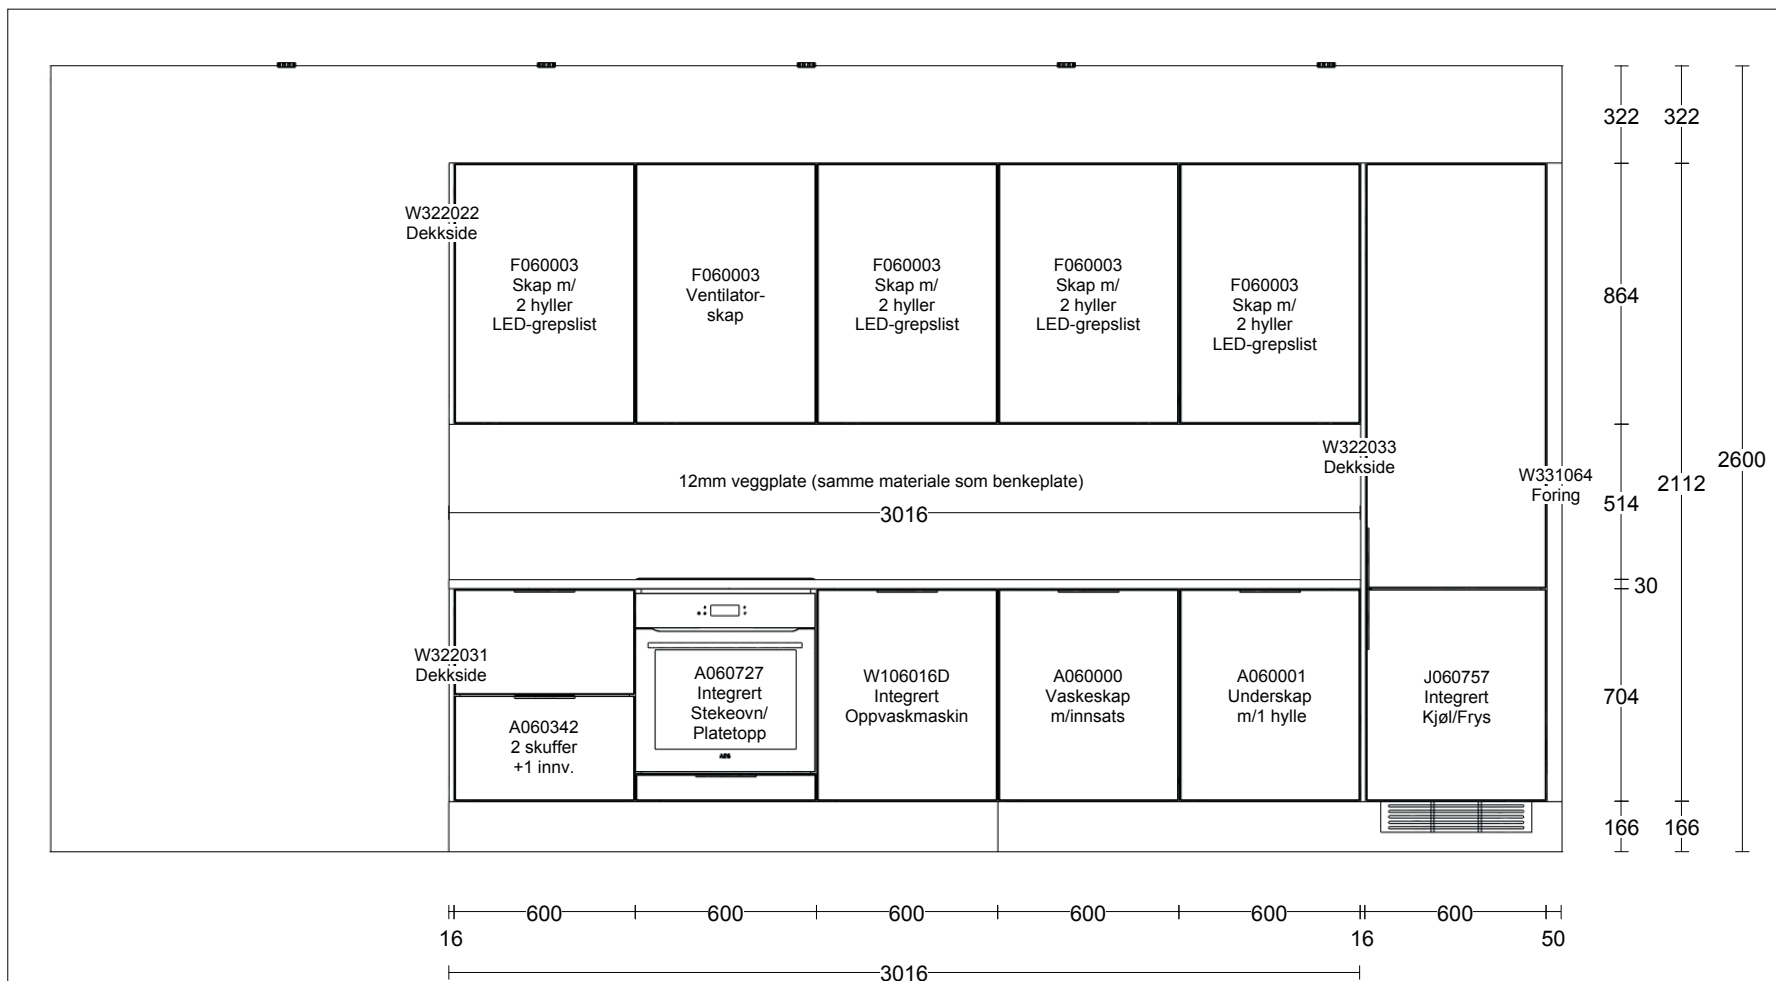 322
322
W322022
Dekkside
F060003
Skap m/
2 hyller
LED-grepslist
F060003
Ventilator-
skap
F060003
Skap m/
2 hyller
LED-grepslist
F060003
Skap m/
2 hyller
LED-grepslist
F060003
Skap m/
2 hyller
LED-grepslist
864
W322033
Dekkside
W331064
Foring
2600
2112
514
12mm veggplate (samme materiale som benkeplate)
3016
30
W322031
Dekkside
A060342
2 skuffer
+1 innv.
A060727
Integrert
Stekeovn/
Platetopp
AEG
W106016D
Integrert
Oppvaskmaskin
A060000
Vaskeskap
m/innsats
A060001
Underskap
m/1 hylle
J060757
Integrert
Kjøl/Frys
704
166
166
600
600
600
600
600
600
16
16
50
3016